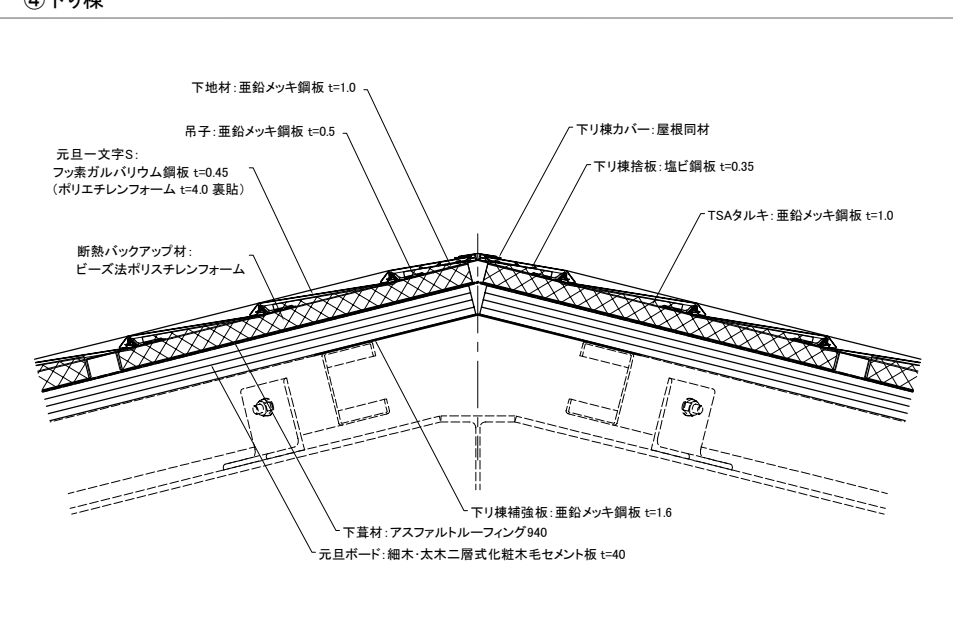 ④下り棟
下地材：亜鉛メッキ鋼板 t=1.0
吊子：亜鉛メッキ鋼板 t=0.5
元旦一文字S：
フッ素ガルバリウム鋼板 t=0.45
（ポリエチレンフォーム t=4.0 裏貼）
断熱バックアップ材：
ビーズ法ポリスチレンフォーム
下り棟カバー：屋根同材
下り棟捨板：塩ビ鋼板 t=0.35
TSAタルキ：亜鉛メッキ鋼板 t=1.0
下り棟補強板：亜鉛メッキ鋼板 t=1.6
下葺材：アスファルトルーフィング940
元旦ボード：細木・太木二層式化粧木毛セメント板 t=40